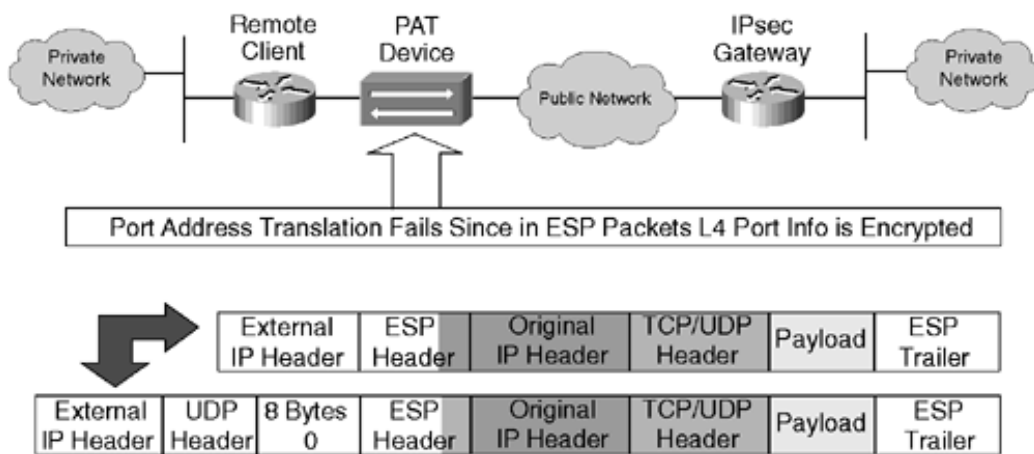 Remote
Client
PAT
Device
IPsec
Gateway
Private
Network
Public Network
Private
Network
Port Address Translation Fails Since in ESP Packets L4 Port Info is Encrypted
External
IP Header
ESP
Header
Original
IP Header
TCP/UDP
Header
Payload
ESP
Trailer
External
IP Header
UDP
Header
8 Bytes
0
ESP
Header
Original
IP Header
TCP/UDP
Header
Payload
ESP
Trailer